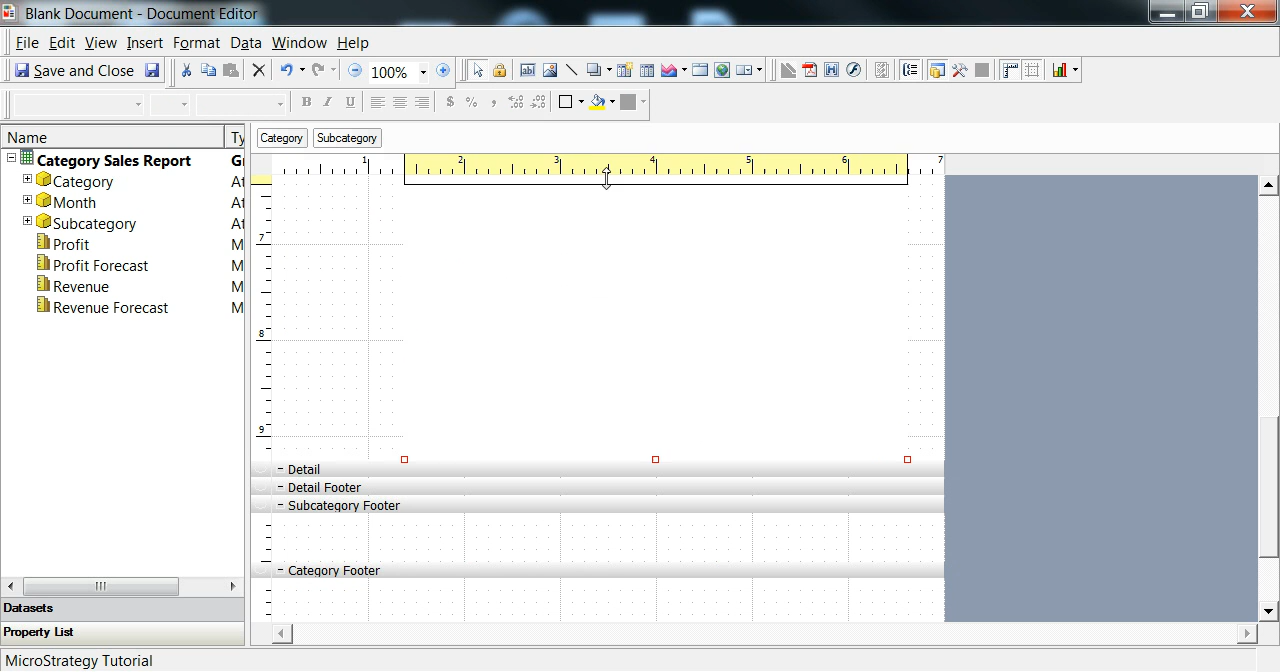 Blank Document - Document Editor
File Edit View Insert Format Data Window Help
Save and Close 100%
B I U $ % ,
Name Ty Category Subcategory
Category Sales Report Gr
Category At
Month At
Subcategory At
Profit M
Profit Forecast M
Revenue M
Revenue Forecast M
1 2 3 4 5 6 7
7
8
9
- Detail
- Detail Footer
- Subcategory Footer
- Category Footer
Datasets
Property List
MicroStrategy Tutorial